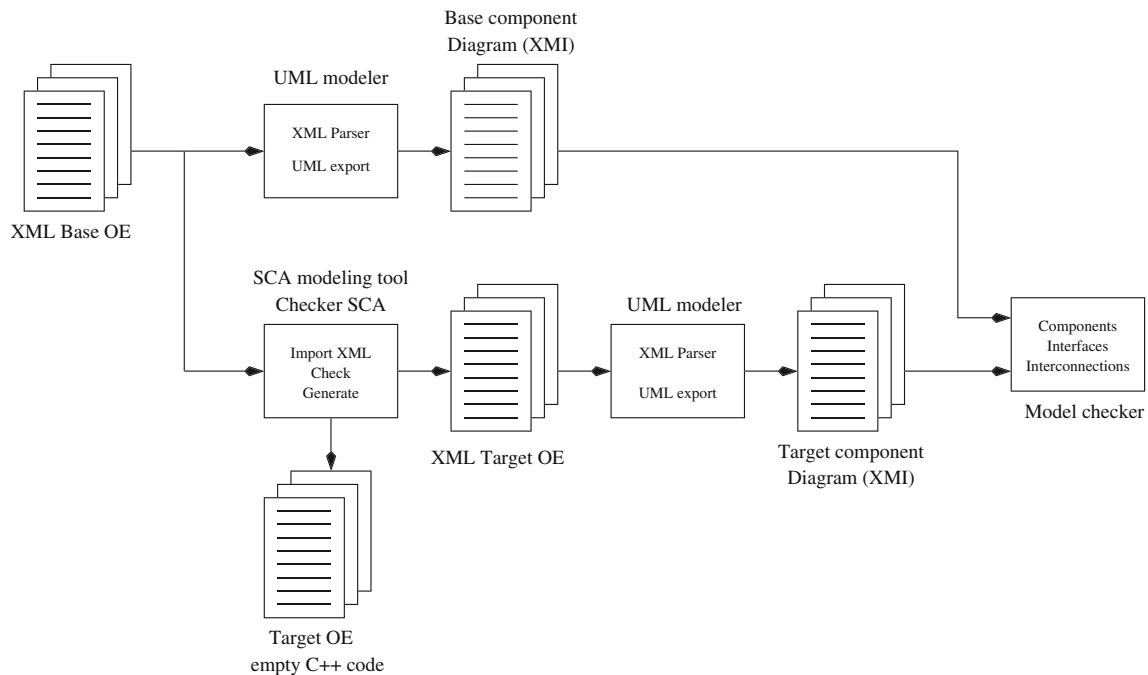 Base component
Diagram (XMI)
UML modeler
XML Parser
UML export
XML Base OE
SCA modeling tool
Checker SCA
Import XML
Check
Generate
XML Target OE
UML modeler
XML Parser
UML export
Target component
Diagram (XMI)
Components
Interfaces
Interconnections
Model checker
Target OE
empty C++ code